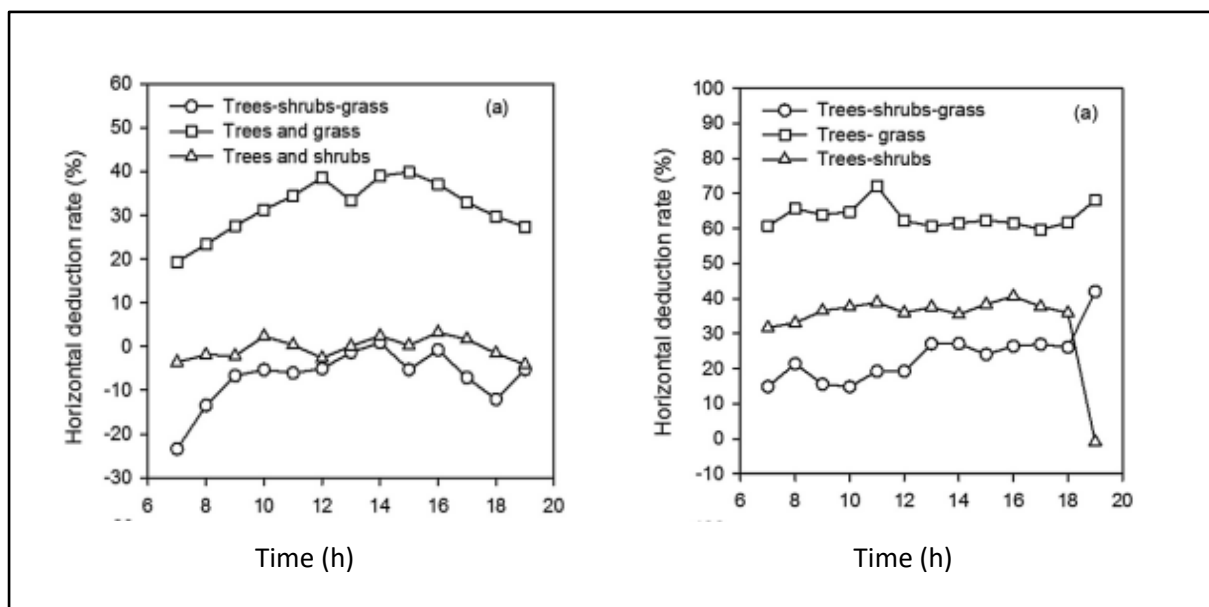 60
50
40
30
20
10
0
-10
-20
-30
Horizontal deduction rate (%)
Trees-shrubs-grass
Trees and grass
Trees and shrubs
(a)
6 8 10 12 14 16 18 20
Time (h)
100
90
80
70
60
50
40
30
20
10
0
-10
Horizontal deduction rate (%)
Trees-shrubs-grass
Trees- grass
Trees-shrubs
(a)
6 8 10 12 14 16 18 20
Time (h)